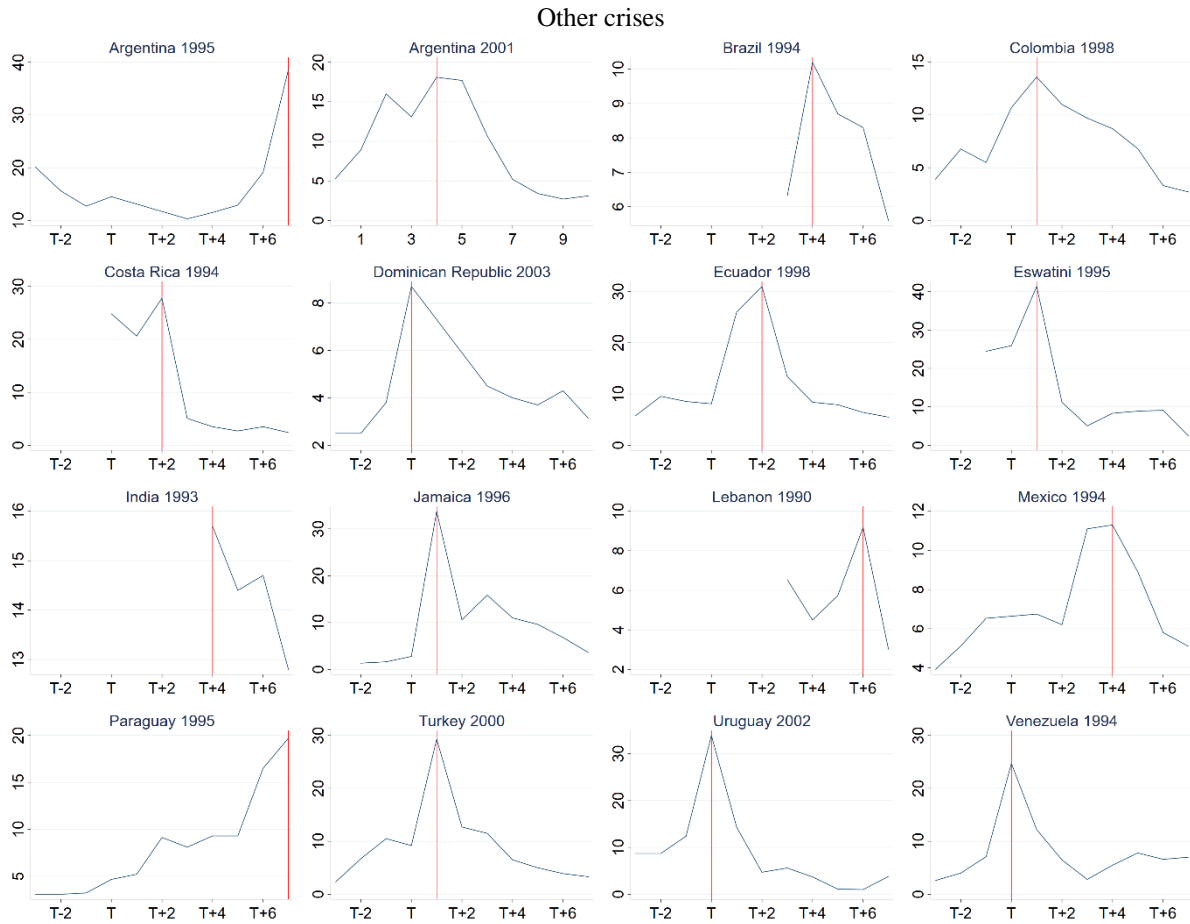 Other crises
Argentina 1995
Argentina 2001
Brazil 1994
Colombia 1998
40
30
20
10
T-2 T T+2 T+4 T+6
20
15
10
5
0
1 3 5 7 9
10
9
8
7
6
T-2 T T+2 T+4 T+6
15
10
5
0
T-2 T T+2 T+4 T+6
Costa Rica 1994
Dominican Republic 2003
Ecuador 1998
Eswatini 1995
30
20
10
0
T-2 T T+2 T+4 T+6
8
6
4
2
T-2 T T+2 T+4 T+6
30
20
10
0
T-2 T T+2 T+4 T+6
40
30
20
10
0
T-2 T T+2 T+4 T+6
India 1993
Jamaica 1996
Lebanon 1990
Mexico 1994
16
15
14
13
T-2 T T+2 T+4 T+6
30
20
10
0
T-2 T T+2 T+4 T+6
10
8
6
4
2
T-2 T T+2 T+4 T+6
12
10
8
6
4
T-2 T T+2 T+4 T+6
Paraguay 1995
Turkey 2000
Uruguay 2002
Venezuela 1994
20
15
10
5
T-2 T T+2 T+4 T+6
30
20
10
0
T-2 T T+2 T+4 T+6
30
20
10
0
T-2 T T+2 T+4 T+6
30
20
10
0
T-2 T T+2 T+4 T+6